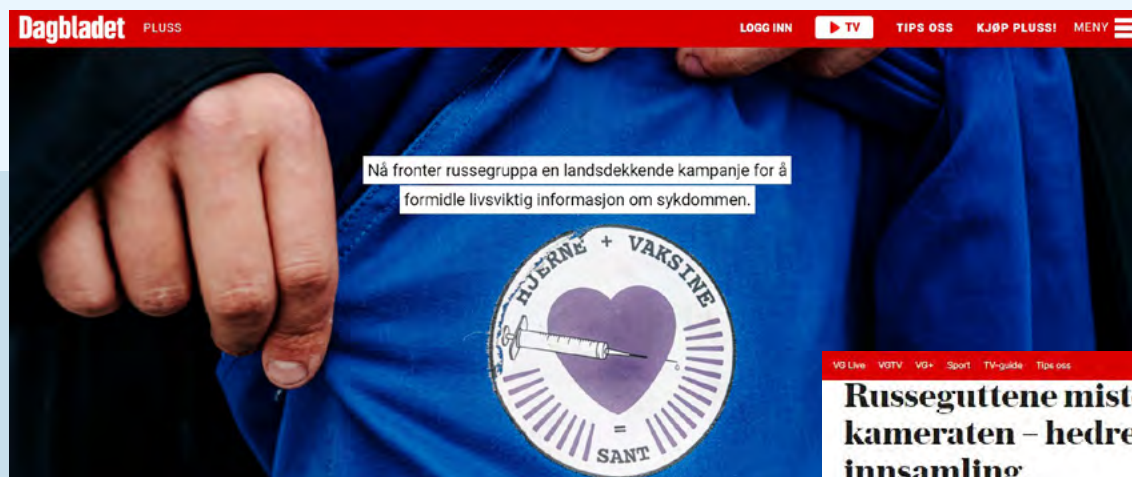 Dagbladet PLUSS LOGG INN TV TIPS OSS KJØP PLUSS! MENY
Nå fronter russegruppa en landsdekkende kampanje for å
formidle livsviktig informasjon om sykdommen.
HJERNE + VAKSINE
=
SANT
VG Live VGTV VG+ Sport TV-guide Tips oss
Russeguttene mist
kameraten – hedre
innsamling